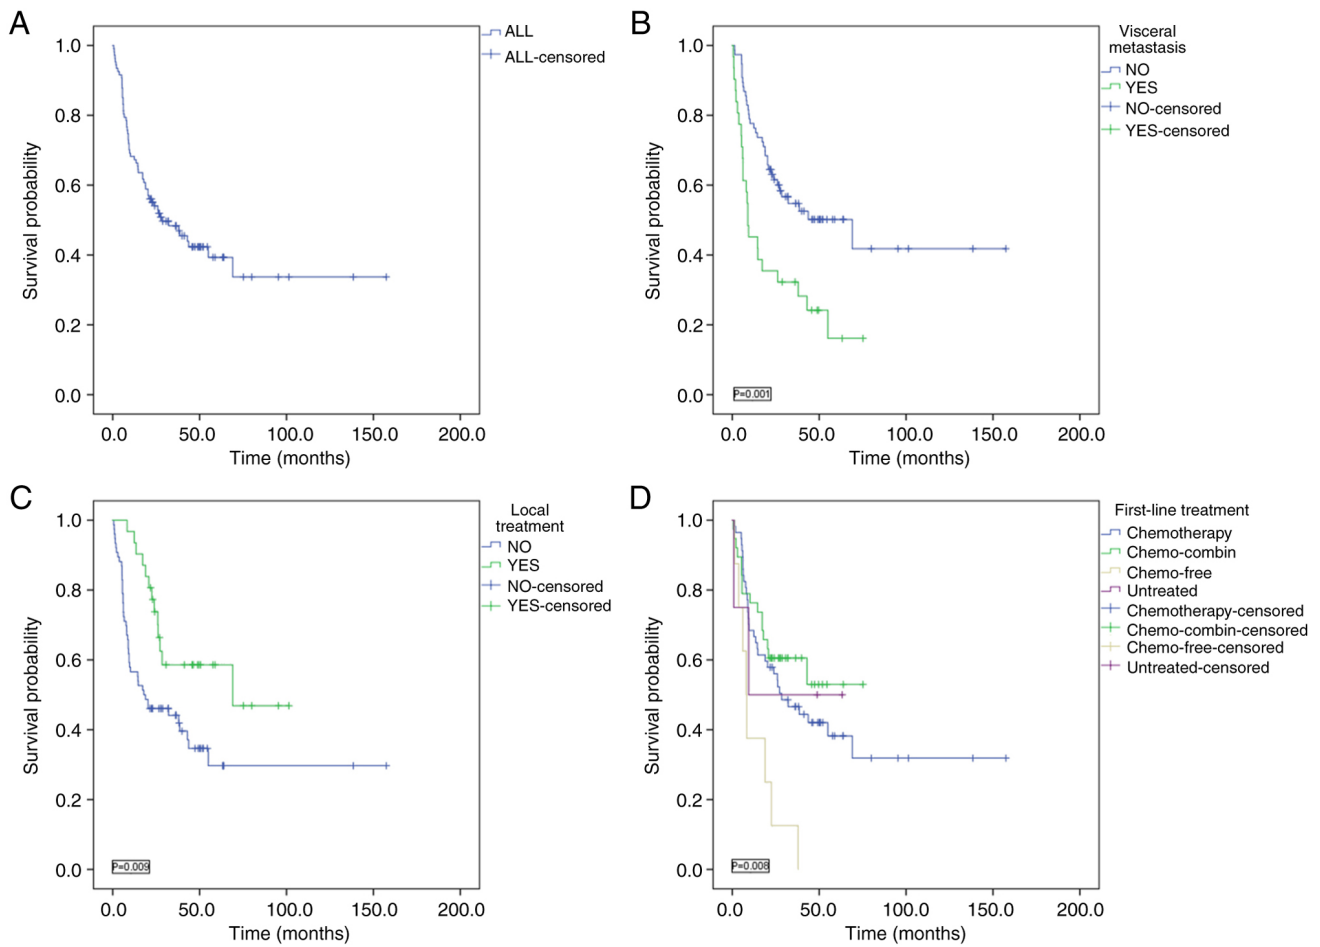 A
ALL
ALL-censored
1.0
0.8
0.6
0.4
0.2
0.0
Survival probability
0.0 50.0 100.0 150.0 200.0
Time (months)
B
Visceral
metastasis
NO
YES
NO-censored
YES-censored
1.0
0.8
0.6
0.4
0.2
0.0
Survival probability
P=0.001
0.0 50.0 100.0 150.0 200.0
Time (months)
C
Local
treatment
NO
YES
NO-censored
YES-censored
1.0
0.8
0.6
0.4
0.2
0.0
Survival probability
P=0.009
0.0 50.0 100.0 150.0 200.0
Time (months)
D
First-line treatment
Chemotherapy
Chemo-combin
Chemo-free
Untreated
Chemotherapy-censored
Chemo-combin-censored
Chemo-free-censored
Untreated-censored
1.0
0.8
0.6
0.4
0.2
0.0
Survival probability
P=0.008
0.0 50.0 100.0 150.0 200.0
Time (months)